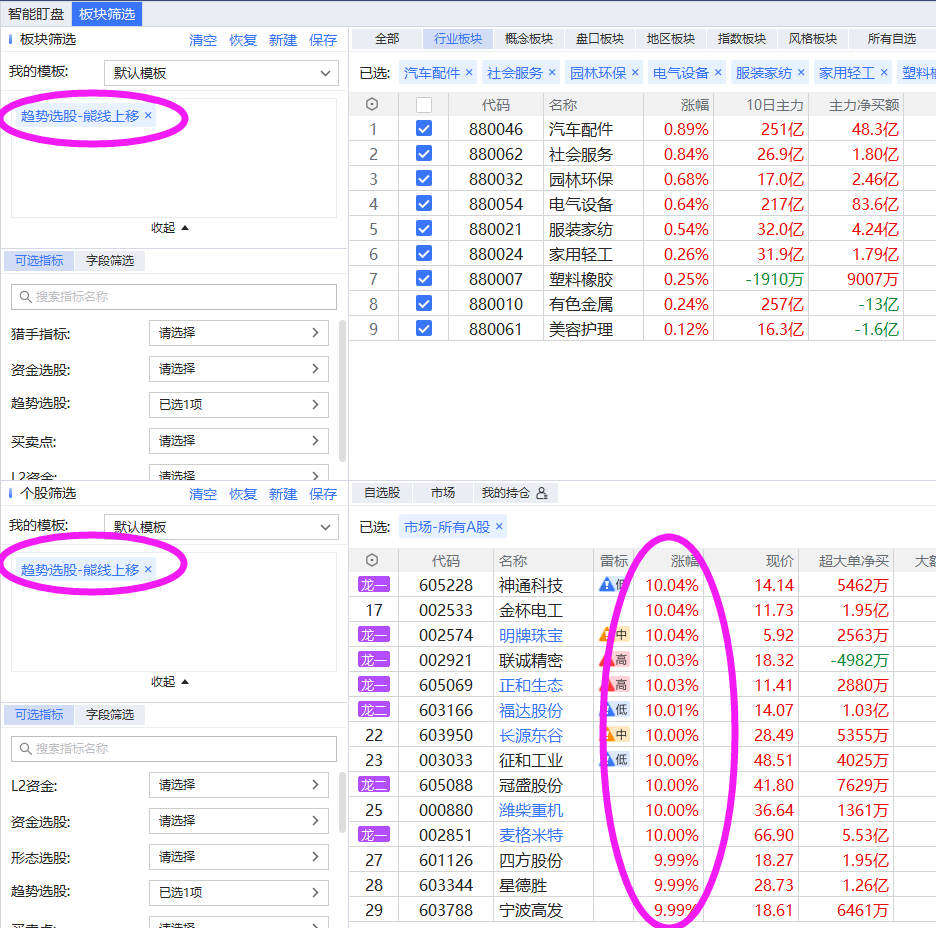 智能盯盘 板块筛选
板块筛选 清空 恢复 新建 保存
我的模板: 默认模板
趋势选股-熊线上移 ×
收起
可选指标 字段筛选
搜索指标名称
猎手指标: 请选择
资金选股: 请选择
趋势选股: 已选1项
买卖点: 请选择
L2资金: 请选择
全部 行业板块 概念板块 盘口板块 地区板块 指数板块 风格板块 所有自选
已选: 汽车配件 × 社会服务 × 园林环保 × 电气设备 × 服装家纺 × 家用轻工 × 塑料
代码 名称 涨幅 10日主力 主力净买额
1 880046 汽车配件 0.89% 251亿 48.3亿
2 880062 社会服务 0.84% 26.9亿 1.80亿
3 880032 园林环保 0.68% 17.0亿 2.46亿
4 880054 电气设备 0.64% 217亿 83.6亿
5 880021 服装家纺 0.54% 32.0亿 4.24亿
6 880024 家用轻工 0.26% 31.9亿 1.79亿
7 880007 塑料橡胶 0.25% -1910万 9007万
8 880010 有色金属 0.24% 257亿 -13亿
9 880061 美容护理 0.12% 16.3亿 -1.6亿
个股筛选 清空 恢复 新建 保存
我的模板: 默认模板
趋势选股-熊线上移 ×
收起
可选指标 字段筛选
搜索指标名称
L2资金: 请选择
资金选股: 请选择
形态选股: 请选择
趋势选股: 已选1项
买卖点: 请选择
自选股 市场 我的持仓
已选: 市场-所有A股 ×
代码 名称 雷标 涨幅 现价 超大单净买 大
龙一 605228 神通科技 低 10.04% 14.14 5462万
17 002533 金杯电工 10.04% 11.73 1.95亿
龙一 002574 明牌珠宝 中 10.04% 5.92 2563万
龙一 002921 联诚精密 高 10.03% 18.32 -4982万
龙一 605069 正和生态 高 10.03% 11.41 2880万
龙二 603166 福达股份 低 10.01% 14.07 1.03亿
22 603950 长源东谷 中 10.00% 28.49 5355万
23 003033 征和工业 低 10.00% 48.51 4025万
龙二 605088 冠盛股份 10.00% 41.80 7629万
25 000880 潍柴重机 10.00% 36.64 1361万
龙一 002851 麦格米特 10.00% 66.90 5.53亿
27 601126 四方股份 9.99% 18.27 1.95亿
28 603344 星德胜 9.99% 28.73 1.26亿
29 603788 宁波高发 9.99% 18.61 6461万